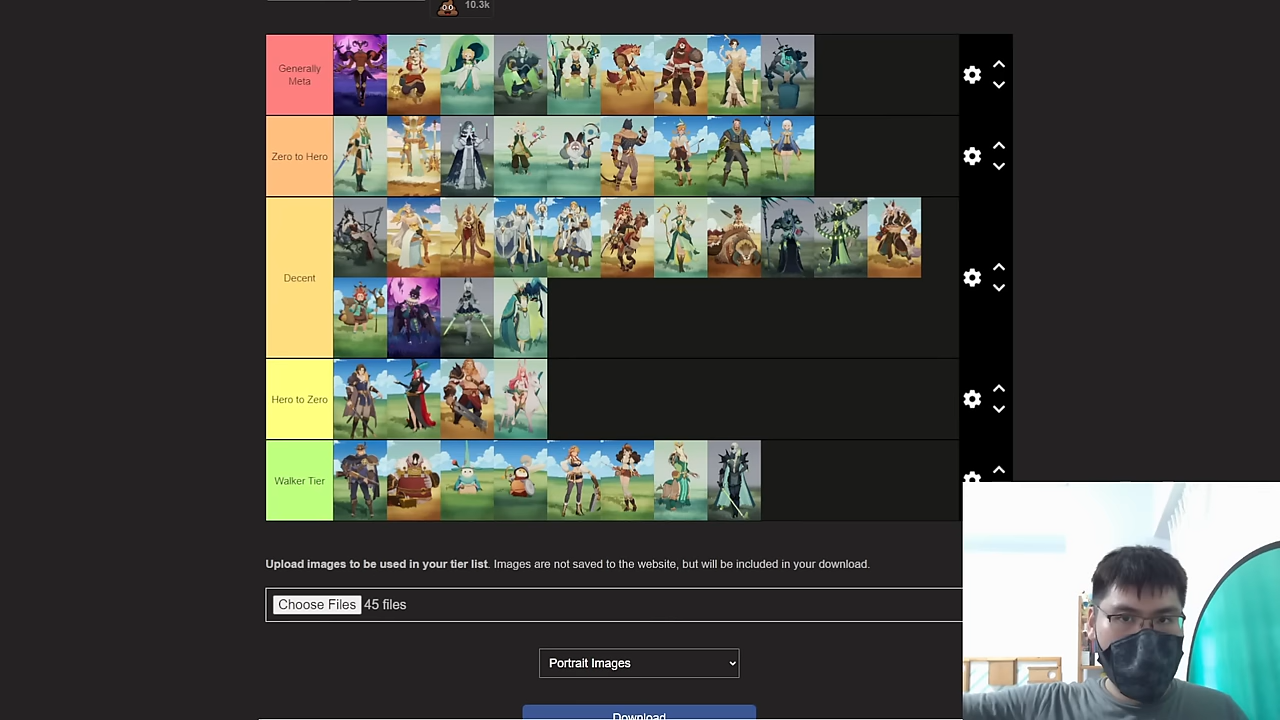 10.3k
Generally
Meta
Zero to Hero
Decent
Hero to Zero
Walker Tier
Upload images to be used in your tier list. Images are not saved to the website, but will be included in your download.
Choose Files 45 files
Portrait Images
Download